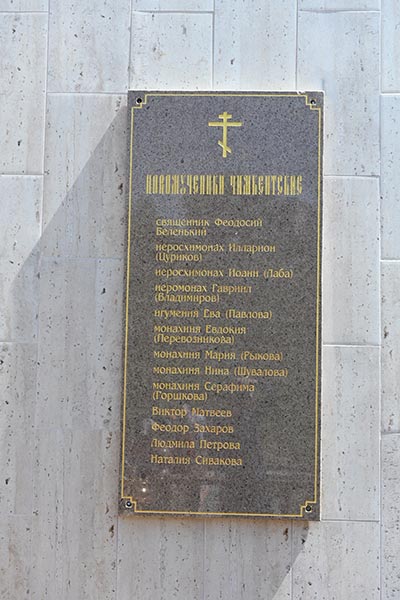 новомученики чимкентские
священник Феодосий
Беленький
иеросхимонах Илларион
(Цуриков)
иеросхимонах Иоанн (Лаба)
иеромонах Гавриил
(Владимиров)
игумения Ева (Павлова)
монахиня Евдокия
(Перевозникова)
монахиня Мария (Рыкова)
монахиня Нина (Шувалова)
монахиня Серафима
(Горшкова)
Виктор Матвеев
Феодор Захаров
Людмила Петрова
Наталия Сивакова